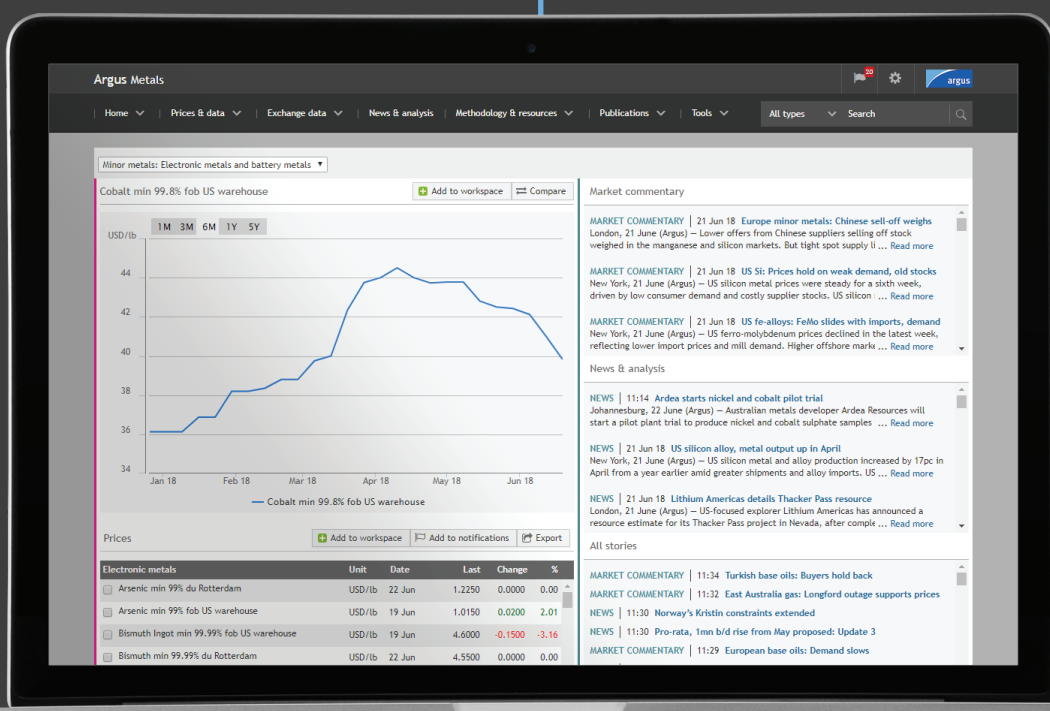 Argus Metals
20
argus
Home
Prices & data
Exchange data
News & analysis
Methodology & resources
Publications
Tools
All types
Search
Minor metals: Electronic metals and battery metals
Cobalt min 99.8% fob US warehouse
Add to workspace
Compare
1M 3M 6M 1Y 5Y
USD/lb
44
42
40
38
36
34
Jan 18 Feb 18 Mar 18 Apr 18 May 18 Jun 18
Cobalt min 99.8% fob US warehouse
Prices
Add to workspace
Add to notifications
Export
Electronic metals Unit Date Last Change %
Arsenic min 99% du Rotterdam USD/lb 22 Jun 1.2250 0.0000 0.00
Arsenic min 99% fob US warehouse USD/lb 19 Jun 1.0150 0.0200 2.01
Bismuth Ingot min 99.99% fob US warehouse USD/lb 19 Jun 4.6000 -0.1500 -3.16
Bismuth min 99.99% du Rotterdam USD/lb 22 Jun 4.5500 0.0000 0.00
Market commentary
MARKET COMMENTARY | 21 Jun 18 Europe minor metals: Chinese sell-off weighs
London, 21 June (Argus) — Lower offers from Chinese suppliers selling off stock
weighed in the manganese and silicon markets. But tight spot supply li ... Read more
MARKET COMMENTARY | 21 Jun 18 US Si: Prices hold on weak demand, old stocks
New York, 21 June (Argus) — US silicon metal prices were steady for a sixth week,
driven by low consumer demand and costly supplier stocks. US silicon ... Read more
MARKET COMMENTARY | 21 Jun 18 US fe-alloys: FeMo slides with imports, demand
New York, 21 June (Argus) — US ferro-molybdenum prices declined in the latest week,
reflecting lower import prices and mill demand. Higher offshore marke ... Read more
News & analysis
NEWS | 11:14 Ardea starts nickel and cobalt pilot trial
Johannesburg, 22 June (Argus) — Australian metals developer Ardea Resources will
start a pilot plant trial to produce nickel and cobalt sulphate samples ... Read more
NEWS | 21 Jun 18 US silicon alloy, metal output up in April
New York, 21 June (Argus) — US silicon metal and alloy production increased by 17pc in
April from a year earlier amid greater shipments and alloy imports. US ... Read more
NEWS | 21 Jun 18 Lithium Americas details Thacker Pass resource
London, 21 June (Argus) — US-focused explorer Lithium Americas has announced a
resource estimate for its Thacker Pass project in Nevada, after comple ... Read more
All stories
MARKET COMMENTARY | 11:34 Turkish base oils: Buyers hold back
MARKET COMMENTARY | 11:32 East Australia gas: Longford outage supports prices
NEWS | 11:30 Norway's Kristin constraints extended
NEWS | 11:30 Pro-rata, 1mn b/d rise from May proposed: Update 3
MARKET COMMENTARY | 11:29 European base oils: Demand slows